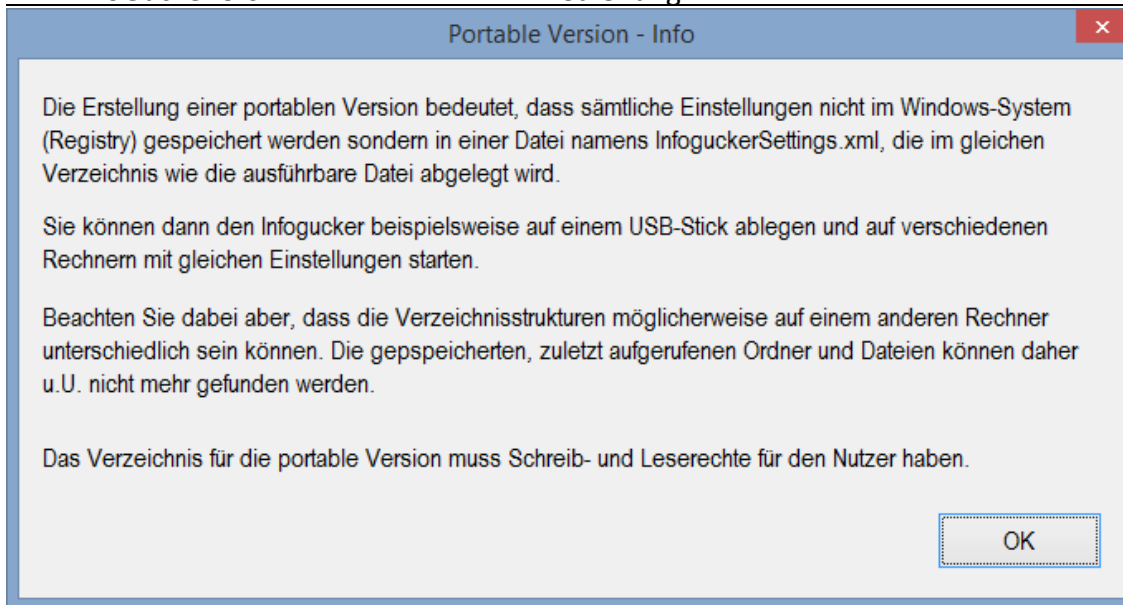 Portable Version - Info
Die Erstellung einer portablen Version bedeutet, dass sämtliche Einstellungen nicht im Windows-System
(Registry) gespeichert werden sondern in einer Datei namens InfoguckerSettings.xml, die im gleichen
Verzeichnis wie die ausführbare Datei abgelegt wird.
Sie können dann den Infogucker beispielsweise auf einem USB-Stick ablegen und auf verschiedenen
Rechnern mit gleichen Einstellungen starten.
Beachten Sie dabei aber, dass die Verzeichnisstrukturen möglicherweise auf einem anderen Rechner
unterschiedlich sein können. Die gepspeicherten, zuletzt aufgerufenen Ordner und Dateien können daher
u.U. nicht mehr gefunden werden.
Das Verzeichnis für die portable Version muss Schreib- und Leserechte für den Nutzer haben.
OK